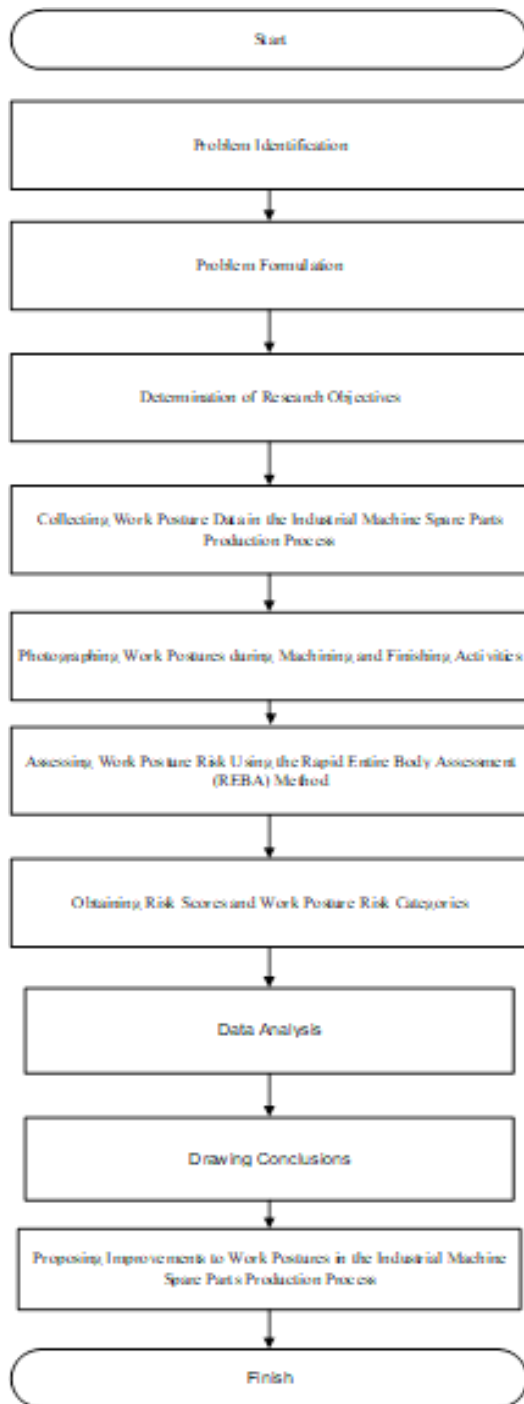 Start
Problem Identification
Problem Formulation
Determination of Research Objectives
Collecting Work Posture Data in the Industrial Machine Spare Parts
Production Process
Photographing Work Postures during Machining and Finishing Activities
Assessing Work Posture Risk Using the Rapid Entire Body Assessment
(REBA) Method
Obtaining Risk Scores and Work Posture Risk Categories
Data Analysis
Drawing Conclusions
Proposing Improvements to Work Postures in the Industrial Machine
Spare Parts Production Process
Finish